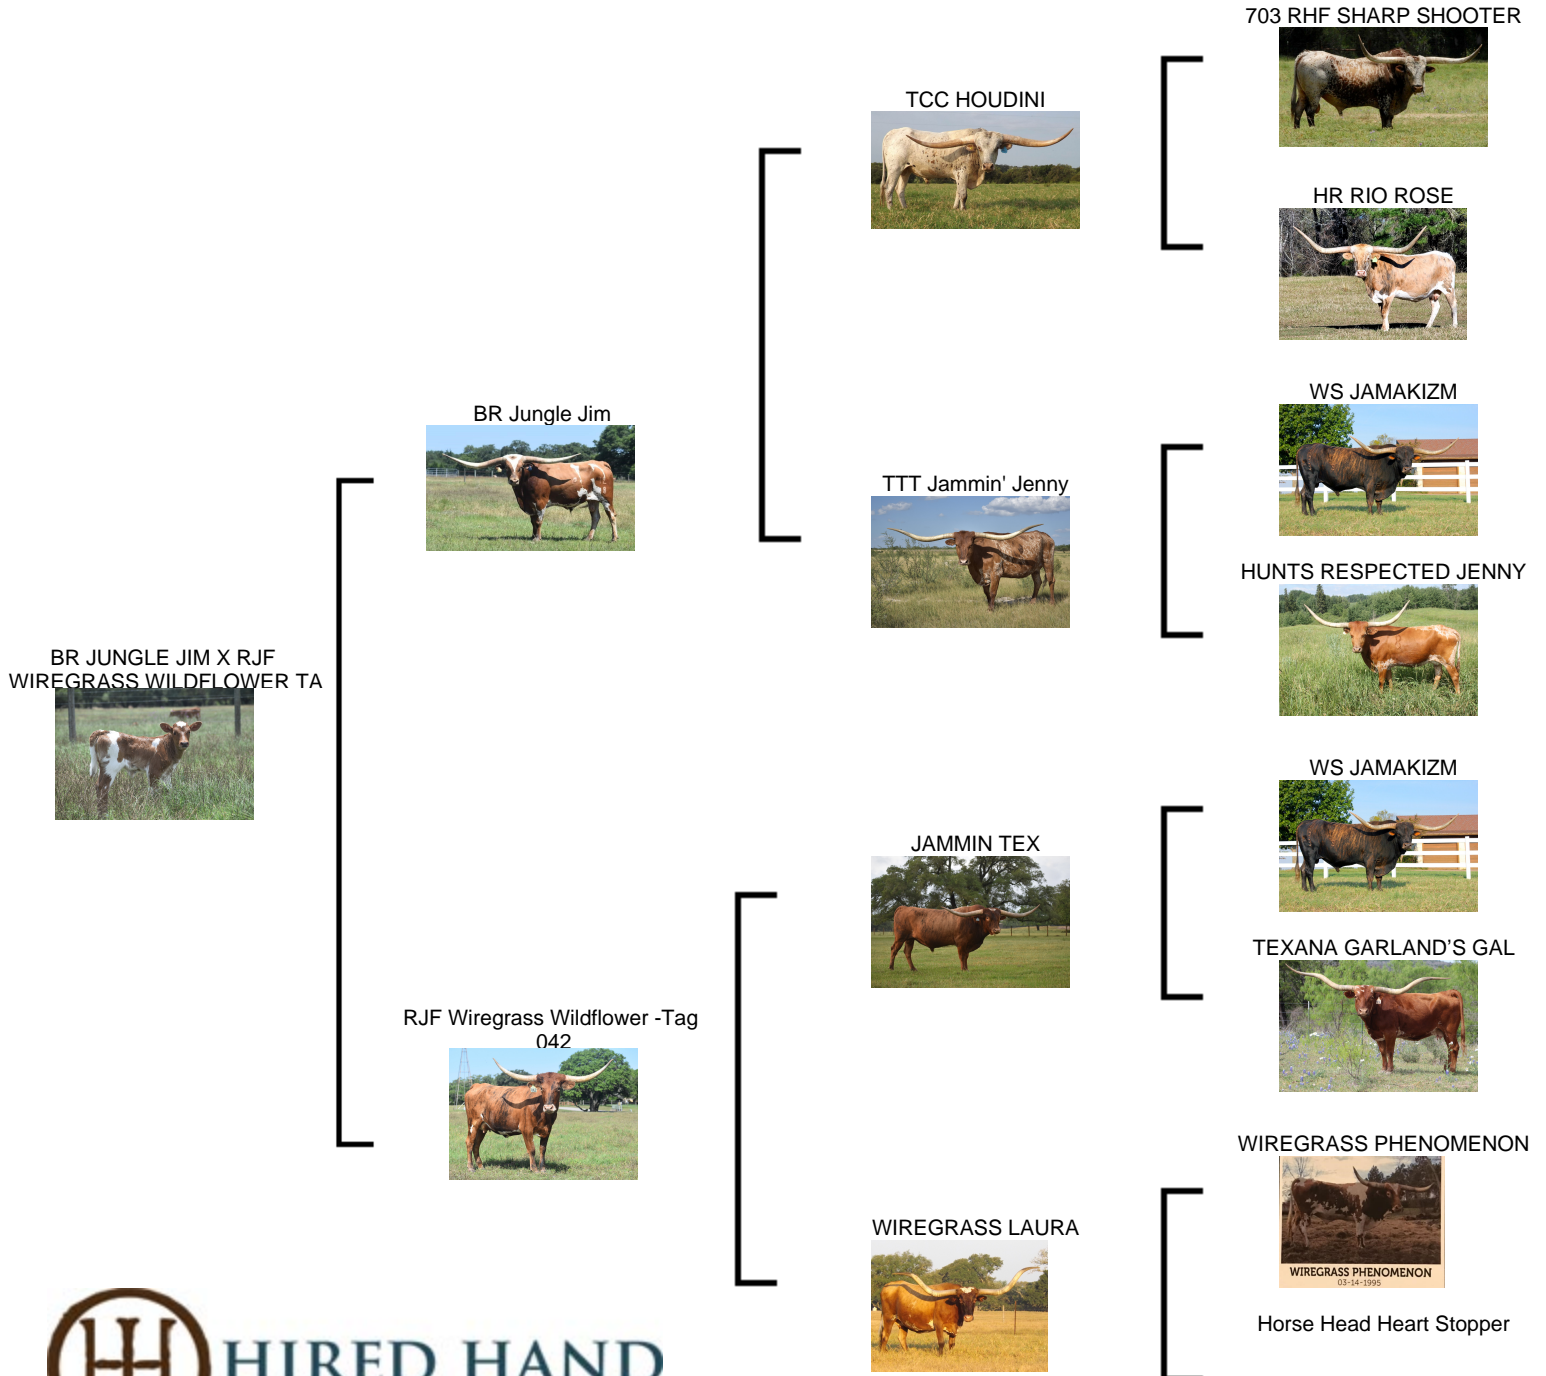 703 RHF SHARP SHOOTER
TCC HOUDINI
HR RIO ROSE
WS JAMAKIZM
BR Jungle Jim
TTT Jammin' Jenny
HUNTS RESPECTED JENNY
BR JUNGLE JIM X RJF
WIREGRASS WILDFLOWER TA
WS JAMAKIZM
JAMMIN TEX
TEXANA GARLAND'S GAL
RJF Wiregrass Wildflower -Tag
042
WIREGRASS PHENOMENON
WIREGRASS LAURA
WIREGRASS PHENOMENON
03-14-1995
Horse Head Heart Stopper
HIRED HAND